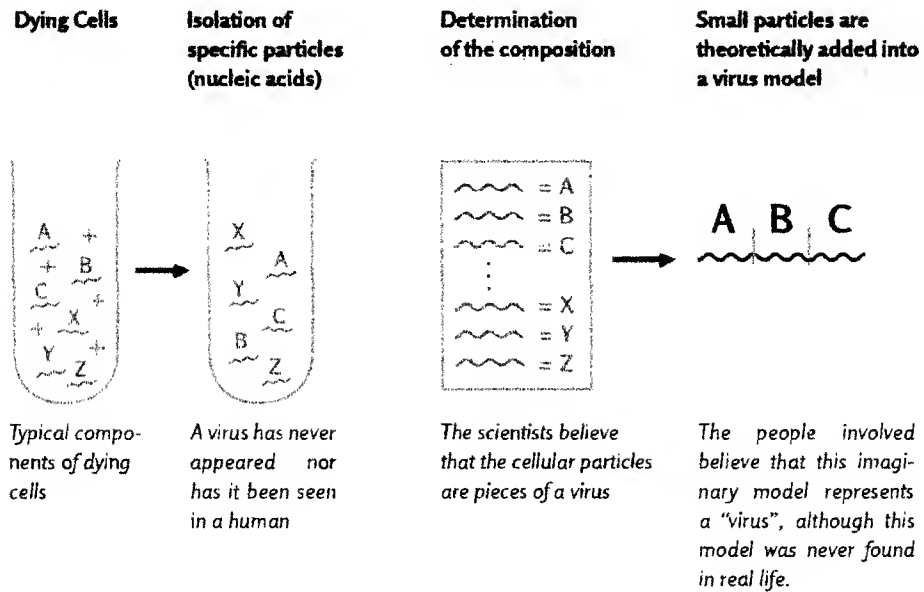 Dying Cells
Isolation of
specific particles
(nucleic acids)
Determination
of the composition
Small particles are
theoretically added into
a virus model
A +
+ B
C +
+ X
Y +
Z
X
A
Y
C
B
Z
= A
= B
= C
= X
= Y
= Z
A B C
Typical compo-
nents of dying
cells
A virus has never
appeared nor
has it been seen
in a human
The scientists believe
that the cellular particles
are pieces of a virus
The people involved
believe that this imagi-
nary model represents
a “virus”, although this
model was never found
in real life.